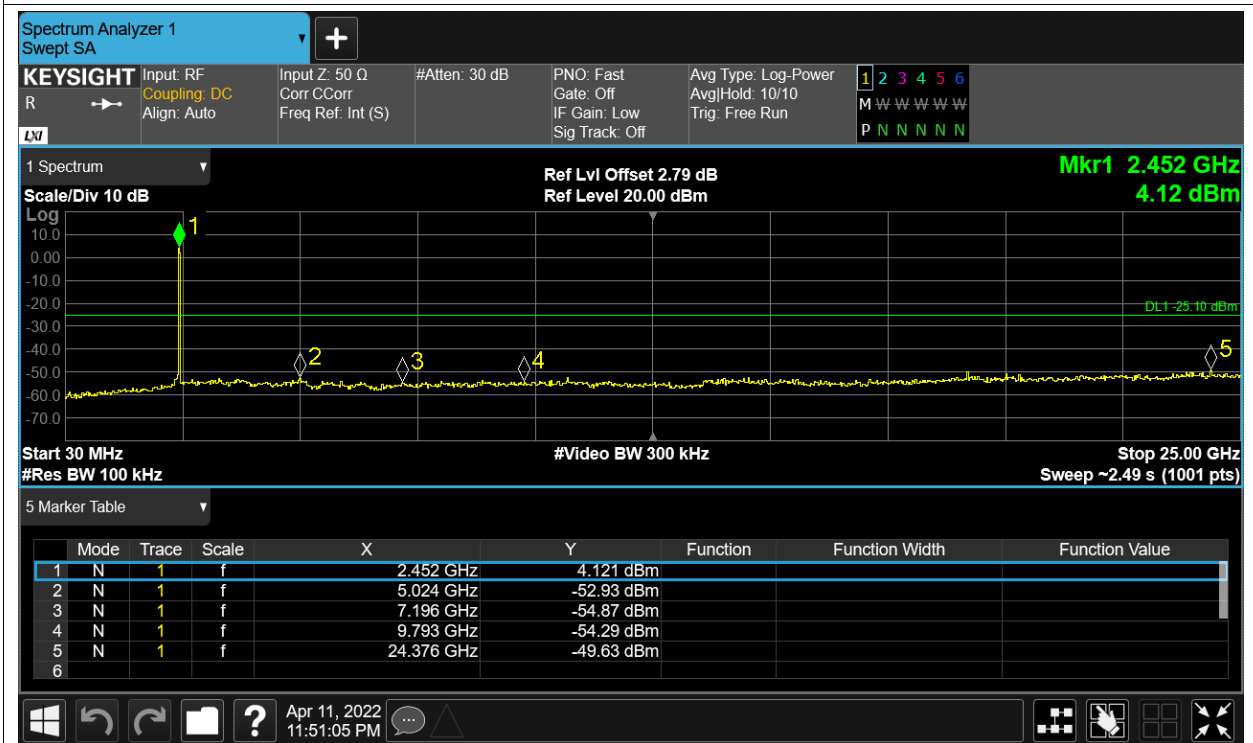 Spectrum Analyzer 1
Swept SA
KEYSIGHT
R
LXI
Input: RF
Coupling: DC
Align: Auto
Input Z: 50 Ω
Corr CCorr
Freq Ref: Int (S)
#Atten: 30 dB
PNO: Fast
Gate: Off
IF Gain: Low
Sig Track: Off
Avg Type: Log-Power
Avg|Hold: 10/10
Trig: Free Run
1 2 3 4 5 6
M W W W W W
P N N N N N
1 Spectrum
Scale/Div 10 dB
Ref Lvl Offset 2.79 dB
Ref Level 20.00 dBm
Mkr1 2.452 GHz
4.12 dBm
Log
10.0
0.00
-10.0
-20.0
-30.0
-40.0
-50.0
-60.0
-70.0
1
2
3
4
5
DL1 -25.10 dBm
Start 30 MHz
#Res BW 100 kHz
#Video BW 300 kHz
Stop 25.00 GHz
Sweep ~2.49 s (1001 pts)
5 Marker Table
Mode Trace Scale X Y Function Function Width Function Value
1 N 1 f 2.452 GHz 4.121 dBm
2 N 1 f 5.024 GHz -52.93 dBm
3 N 1 f 7.196 GHz -54.87 dBm
4 N 1 f 9.793 GHz -54.29 dBm
5 N 1 f 24.376 GHz -49.63 dBm
6
?
Apr 11, 2022
11:51:05 PM